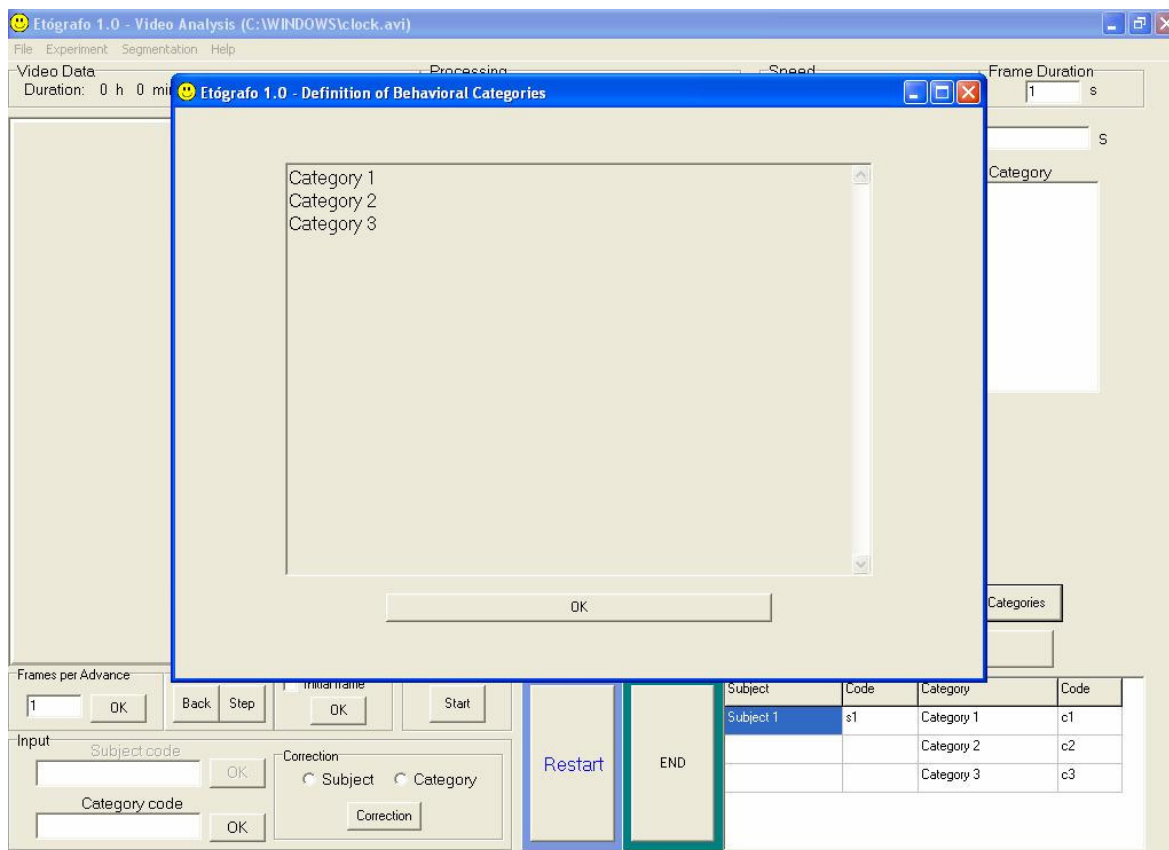 Etógrafo 1.0 - Video Analysis (C:\WINDOWS\clock.avi)
File Experiment Segmentation Help
Video Data
Processing
Speed
Frame Duration
Duration: 0 h 0
1 s
Etógrafo 1.0 - Definition of Behavioral Categories
S
Category
Category 1
Category 2
Category 3
OK
Categories
Frames per Advance
1 OK
Back Step
Initial frame
OK
Start
Input
Subject code
OK
Category code
OK
Correction
Subject Category
Correction
Restart
END
Subject Code Category Code
Subject 1 s1 Category 1 c1
Category 2 c2
Category 3 c3